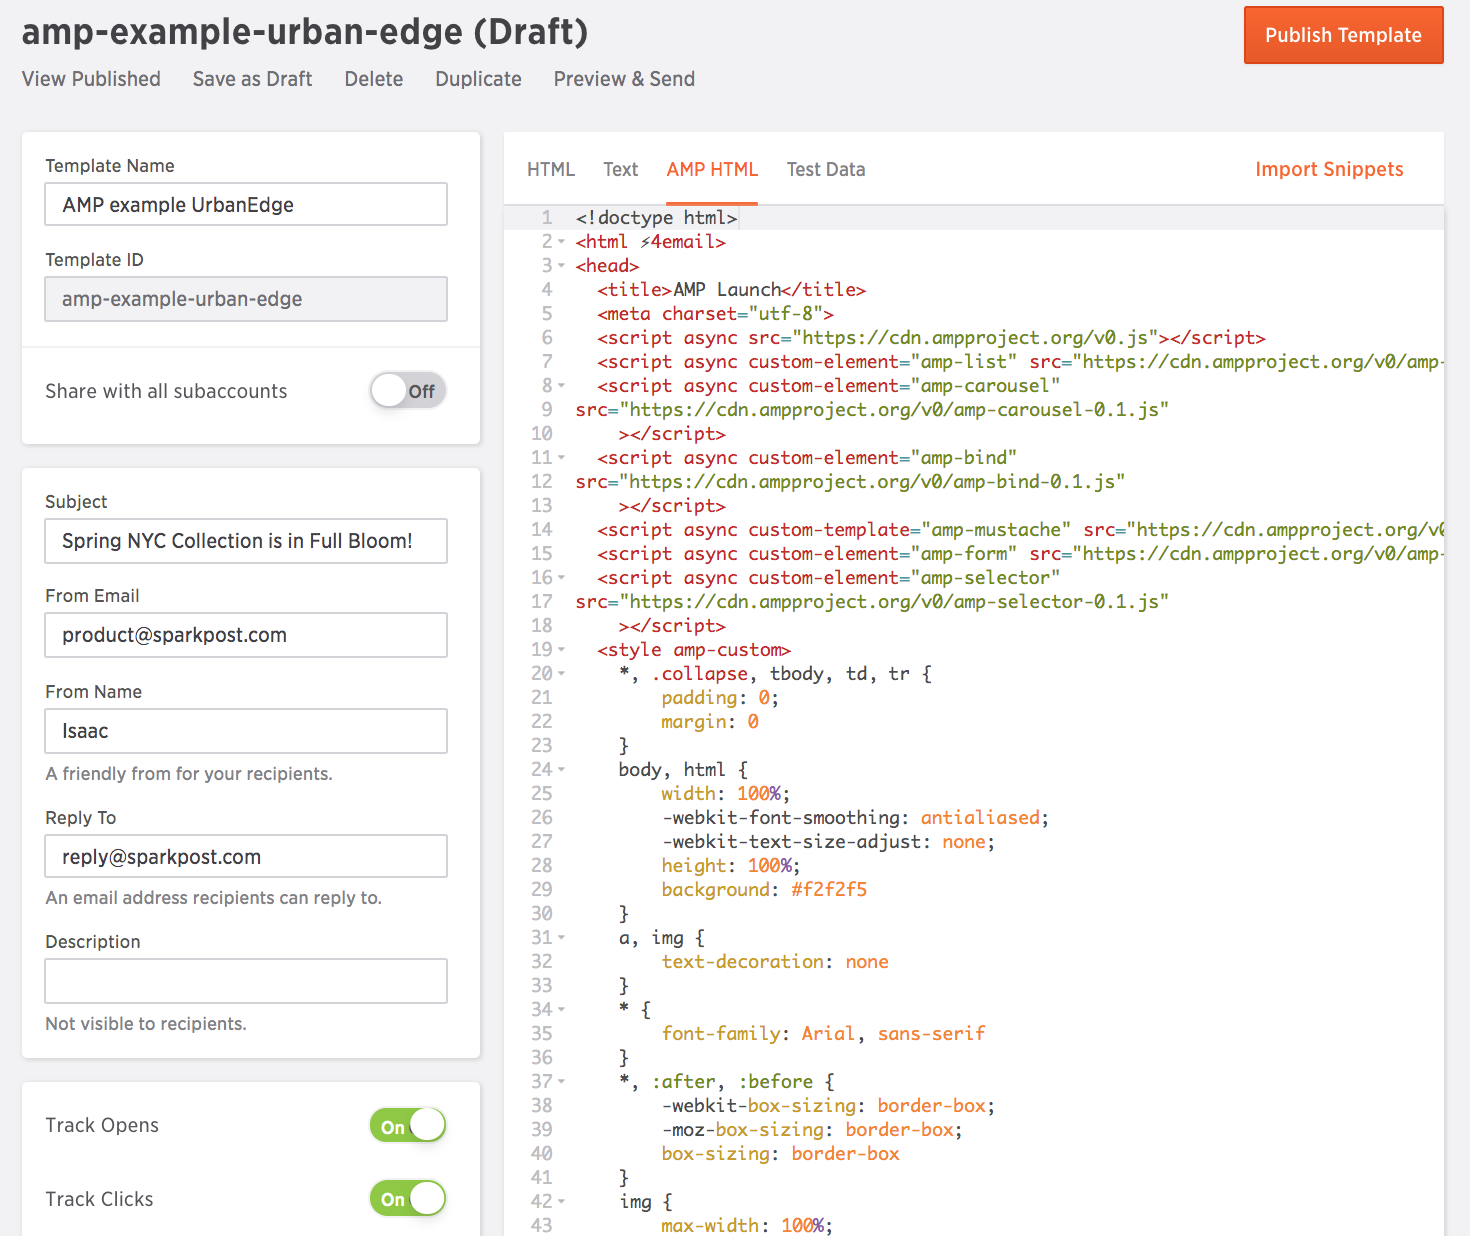 amp-example-urban-edge (Draft)
Publish Template
View Published Save as Draft Delete Duplicate Preview & Send
Template Name
AMP example UrbanEdge
Template ID
amp-example-urban-edge
Share with all subaccounts Off
Subject
Spring NYC Collection is in Full Bloom!
From Email
product@sparkpost.com
From Name
Isaac
A friendly from for your recipients.
Reply To
reply@sparkpost.com
An email address recipients can reply to.
Description
Not visible to recipients.
Track Opens On
Track Clicks On
HTML Text AMP HTML Test Data Import Snippets
1 <!doctype html>
2 <html ⚡4email>
3 <head>
4 <title>AMP Launch</title>
5 <meta charset="utf-8">
6 <script async src="https://cdn.ampproject.org/v0.js"></script>
7 <script async custom-element="amp-list" src="https://cdn.ampproject.org/v0/amp-
8 <script async custom-element="amp-carousel"
9 src="https://cdn.ampproject.org/v0/amp-carousel-0.1.js"
10 ></script>
11 <script async custom-element="amp-bind"
12 src="https://cdn.ampproject.org/v0/amp-bind-0.1.js"
13 ></script>
14 <script async custom-template="amp-mustache" src="https://cdn.ampproject.org/v0
15 <script async custom-element="amp-form" src="https://cdn.ampproject.org/v0/amp-
16 <script async custom-element="amp-selector"
17 src="https://cdn.ampproject.org/v0/amp-selector-0.1.js"
18 ></script>
19 <style amp-custom>
20 *, .collapse, tbody, td, tr {
21 padding: 0;
22 margin: 0
23 }
24 body, html {
25 width: 100%;
26 -webkit-font-smoothing: antialiased;
27 -webkit-text-size-adjust: none;
28 height: 100%;
29 background: #f2f2f5
30 }
31 a, img {
32 text-decoration: none
33 }
34 * {
35 font-family: Arial, sans-serif
36 }
37 *, :after, :before {
38 -webkit-box-sizing: border-box;
39 -moz-box-sizing: border-box;
40 box-sizing: border-box
41 }
42 img {
43 max-width: 100%;